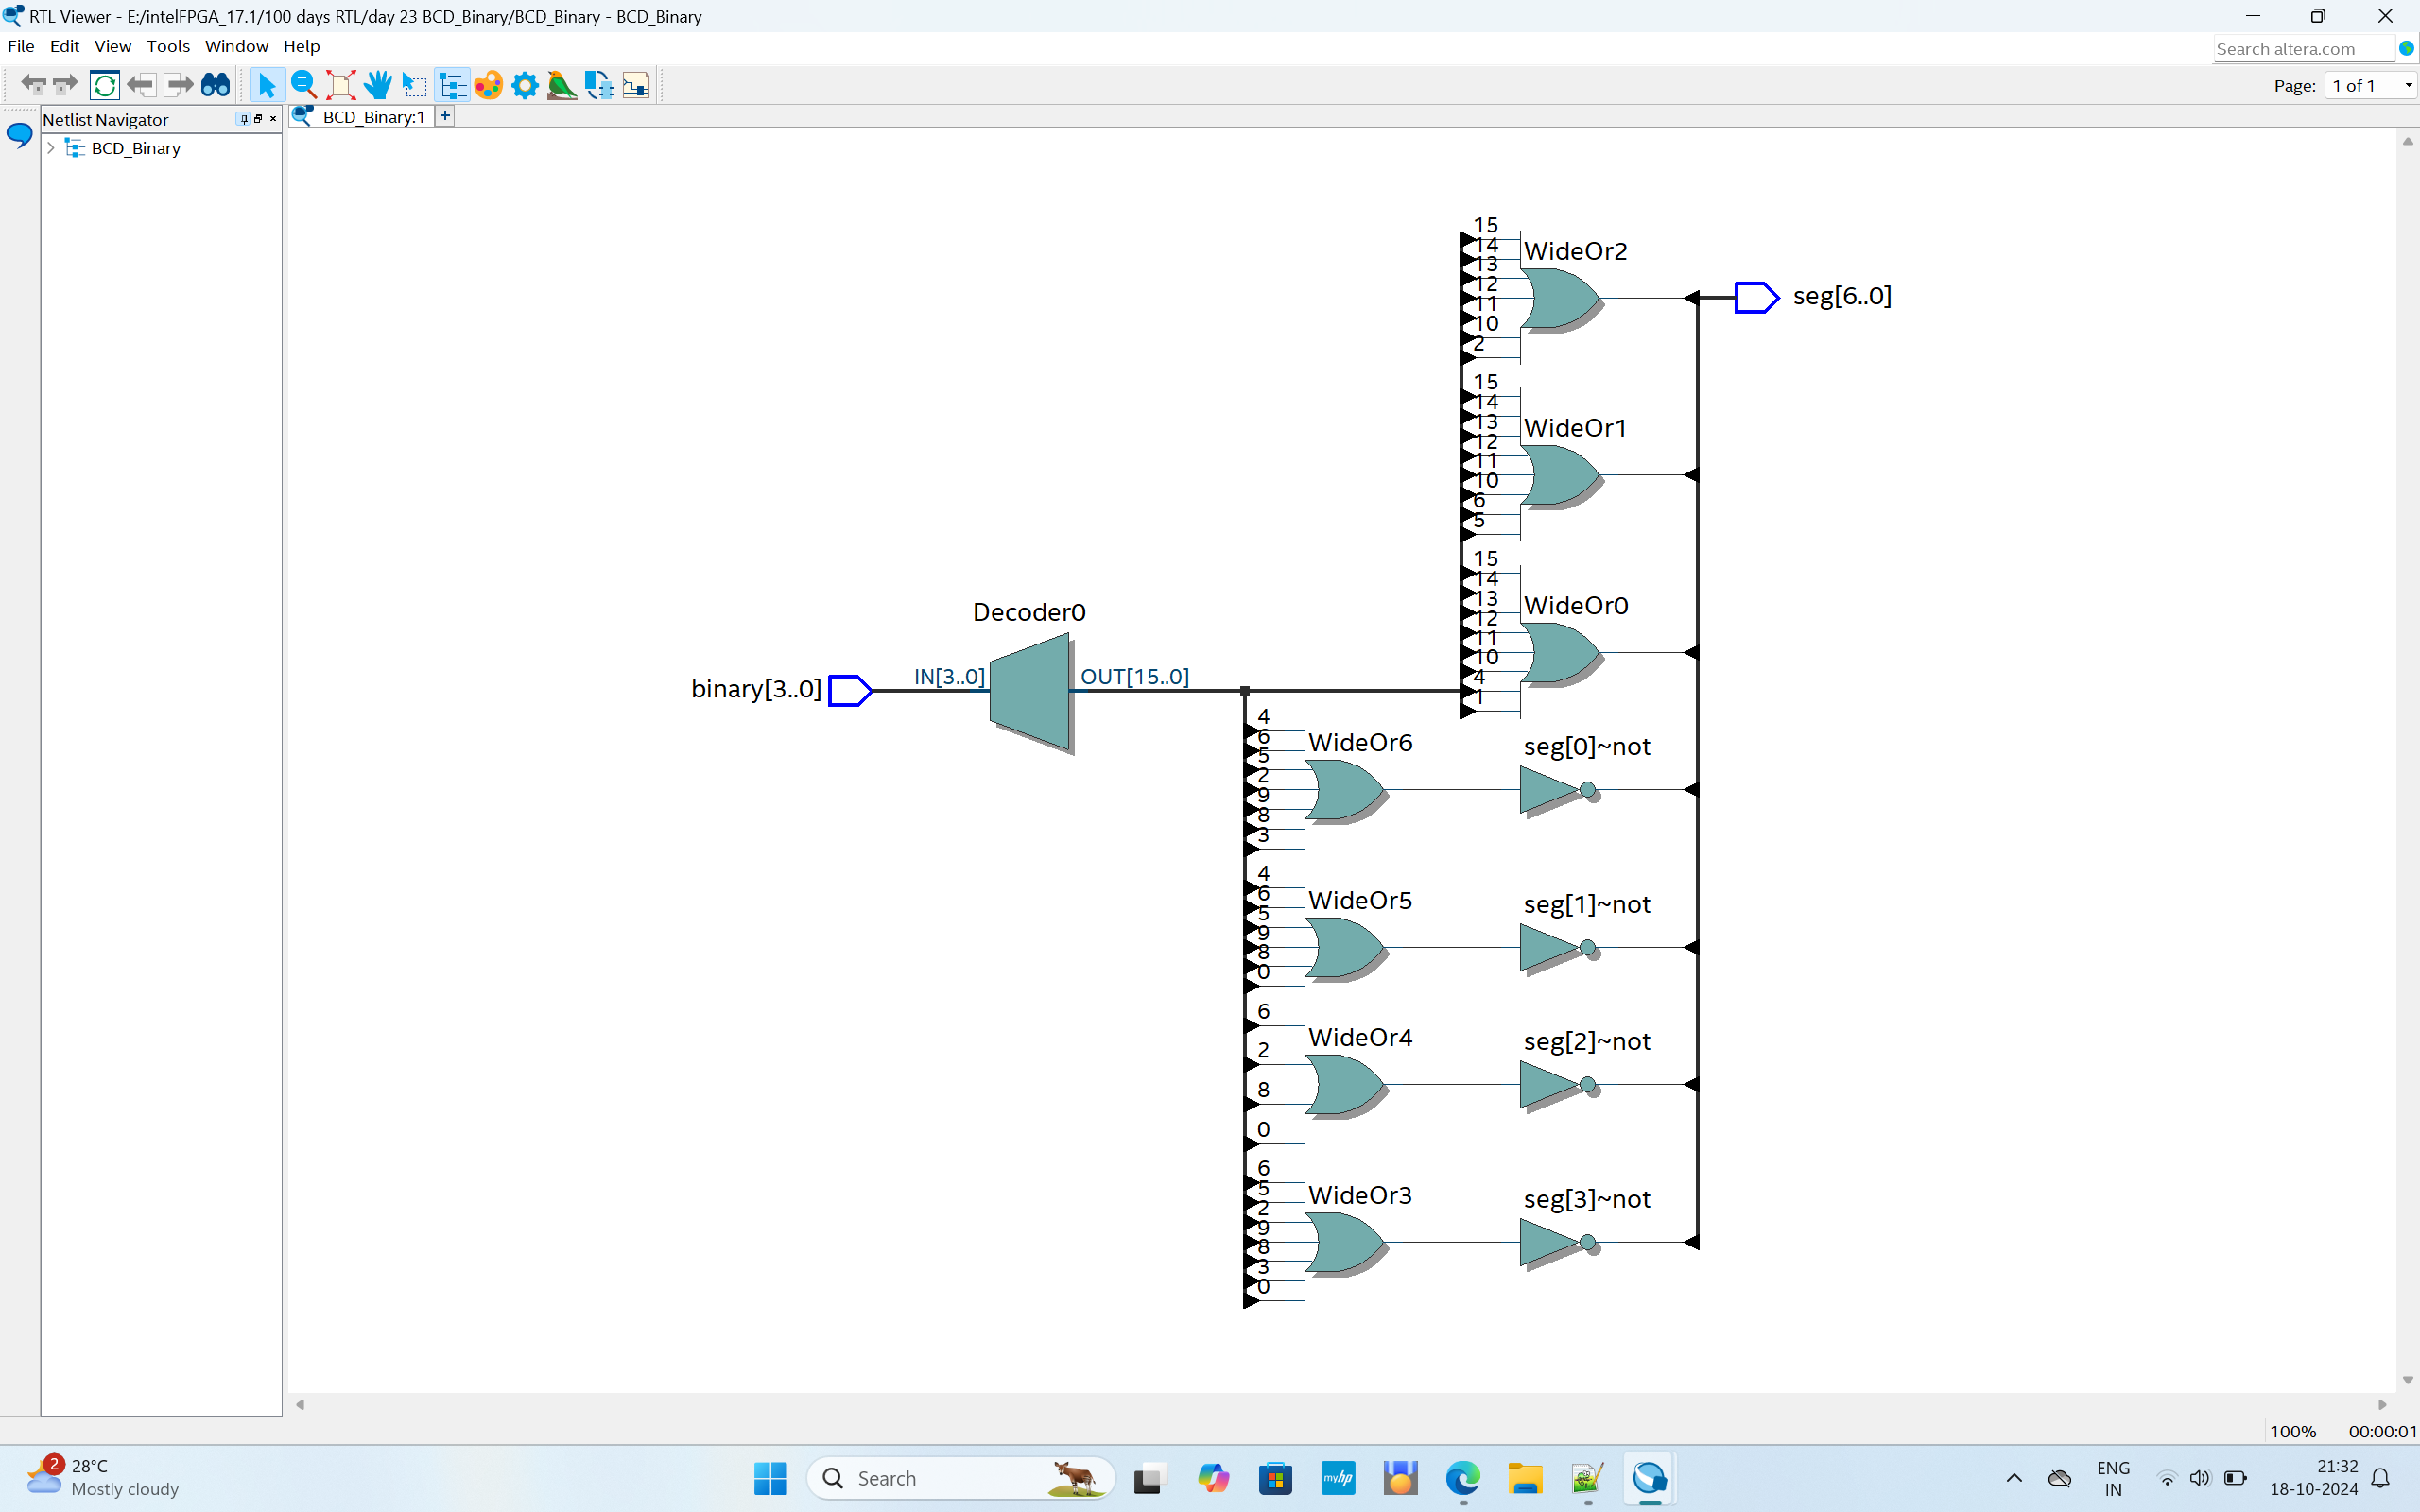 RTL Viewer - E:/intelFPGA_17.1/100 days RTL/day 23 BCD_Binary/BCD_Binary - BCD_Binary
File Edit View Tools Window Help
Search altera.com
Page: 1 of 1
Netlist Navigator
BCD_Binary:1
BCD_Binary
15
14
13
12
11
10
2
WideOr2
seg[6..0]
15
14
13
12
11
10
6
5
WideOr1
15
14
13
12
11
10
4
1
WideOr0
Decoder0
binary[3..0]
IN[3..0]
OUT[15..0]
4
6
5
2
9
8
3
WideOr6
seg[0]~not
4
6
5
9
8
0
WideOr5
seg[1]~not
6
2
8
0
WideOr4
seg[2]~not
6
5
2
9
8
3
0
WideOr3
seg[3]~not
100% 00:00:01
2
28°C
Mostly cloudy
Search
myhp
ENG
IN
21:32
18-10-2024